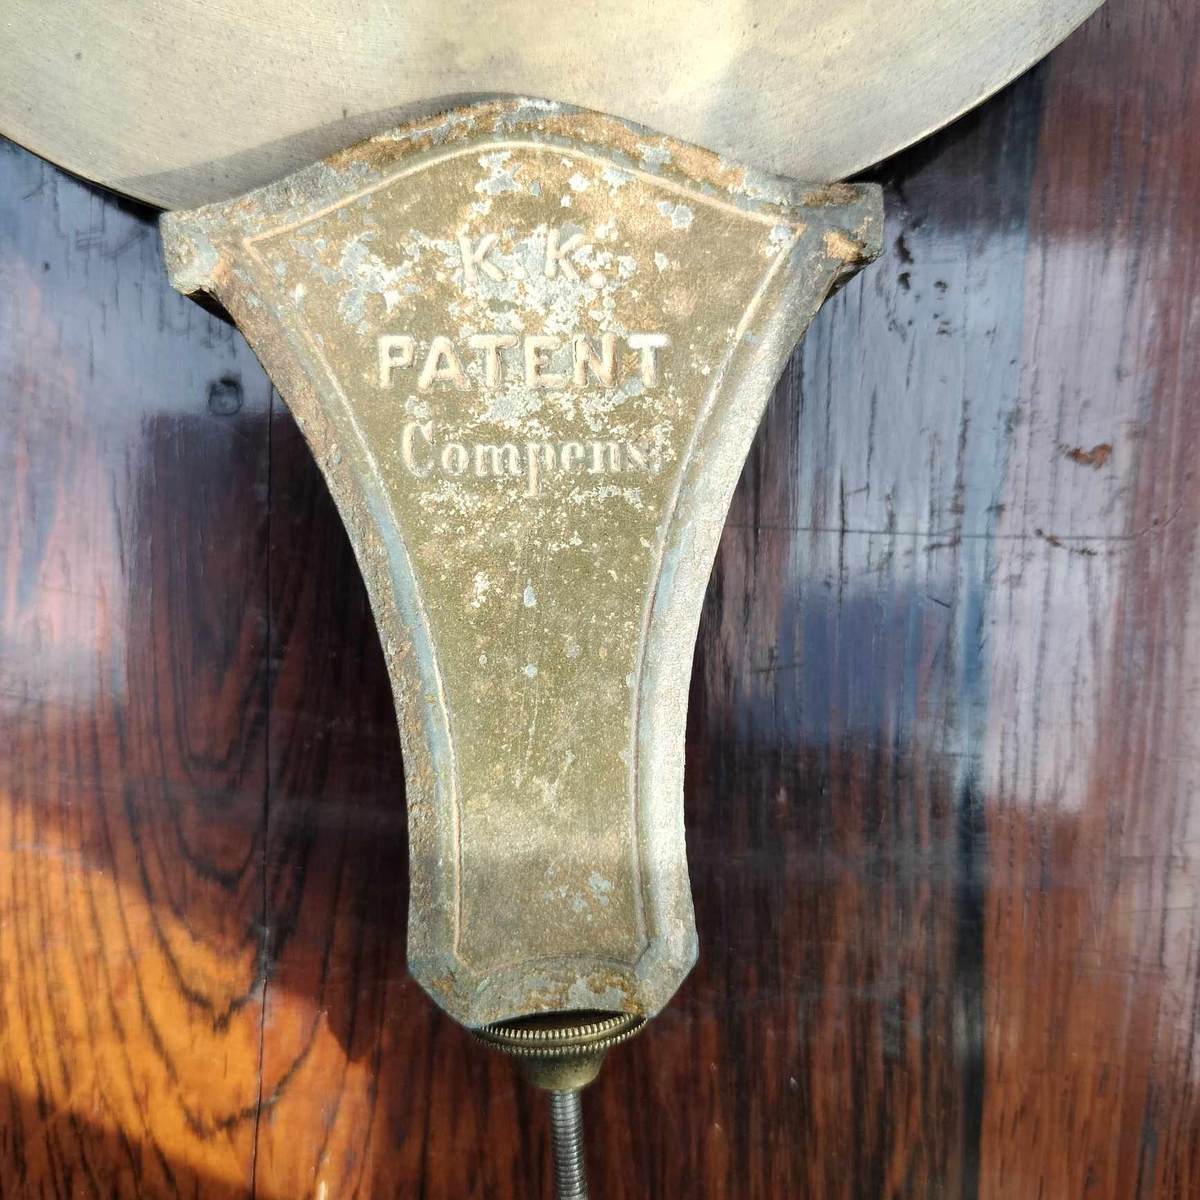 K. K.
PATENT
Compens.